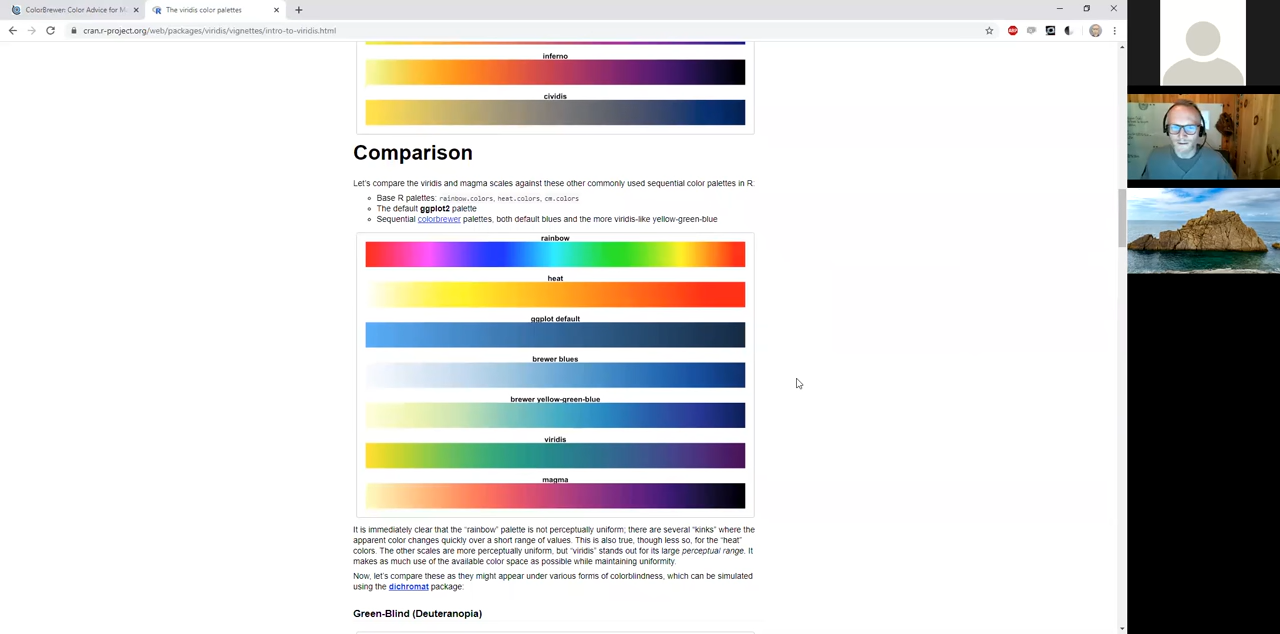 ColorBrewer: Color Advice for M
The viridis color palettes
cran.r-project.org/web/packages/viridis/vignettes/intro-to-viridis.html
inferno
cividis
Comparison
Let's compare the viridis and magma scales against these other commonly used sequential color palettes in R:
Base R palettes: rainbow.colors, heat.colors, cm.colors
The default ggplot2 palette
Sequential colorbrewer palettes, both default blues and the more viridis-like yellow-green-blue
rainbow
heat
ggplot default
brewer blues
brewer yellow-green-blue
viridis
magma
It is immediately clear that the “rainbow” palette is not perceptually uniform; there are several “kinks” where the
apparent color changes quickly over a short range of values. This is also true, though less so, for the “heat”
colors. The other scales are more perceptually uniform, but “viridis” stands out for its large perceptual range. It
makes as much use of the available color space as possible while maintaining uniformity.
Now, let's compare these as they might appear under various forms of colorblindness, which can be simulated
using the dichromat package:
Green-Blind (Deuteranopia)